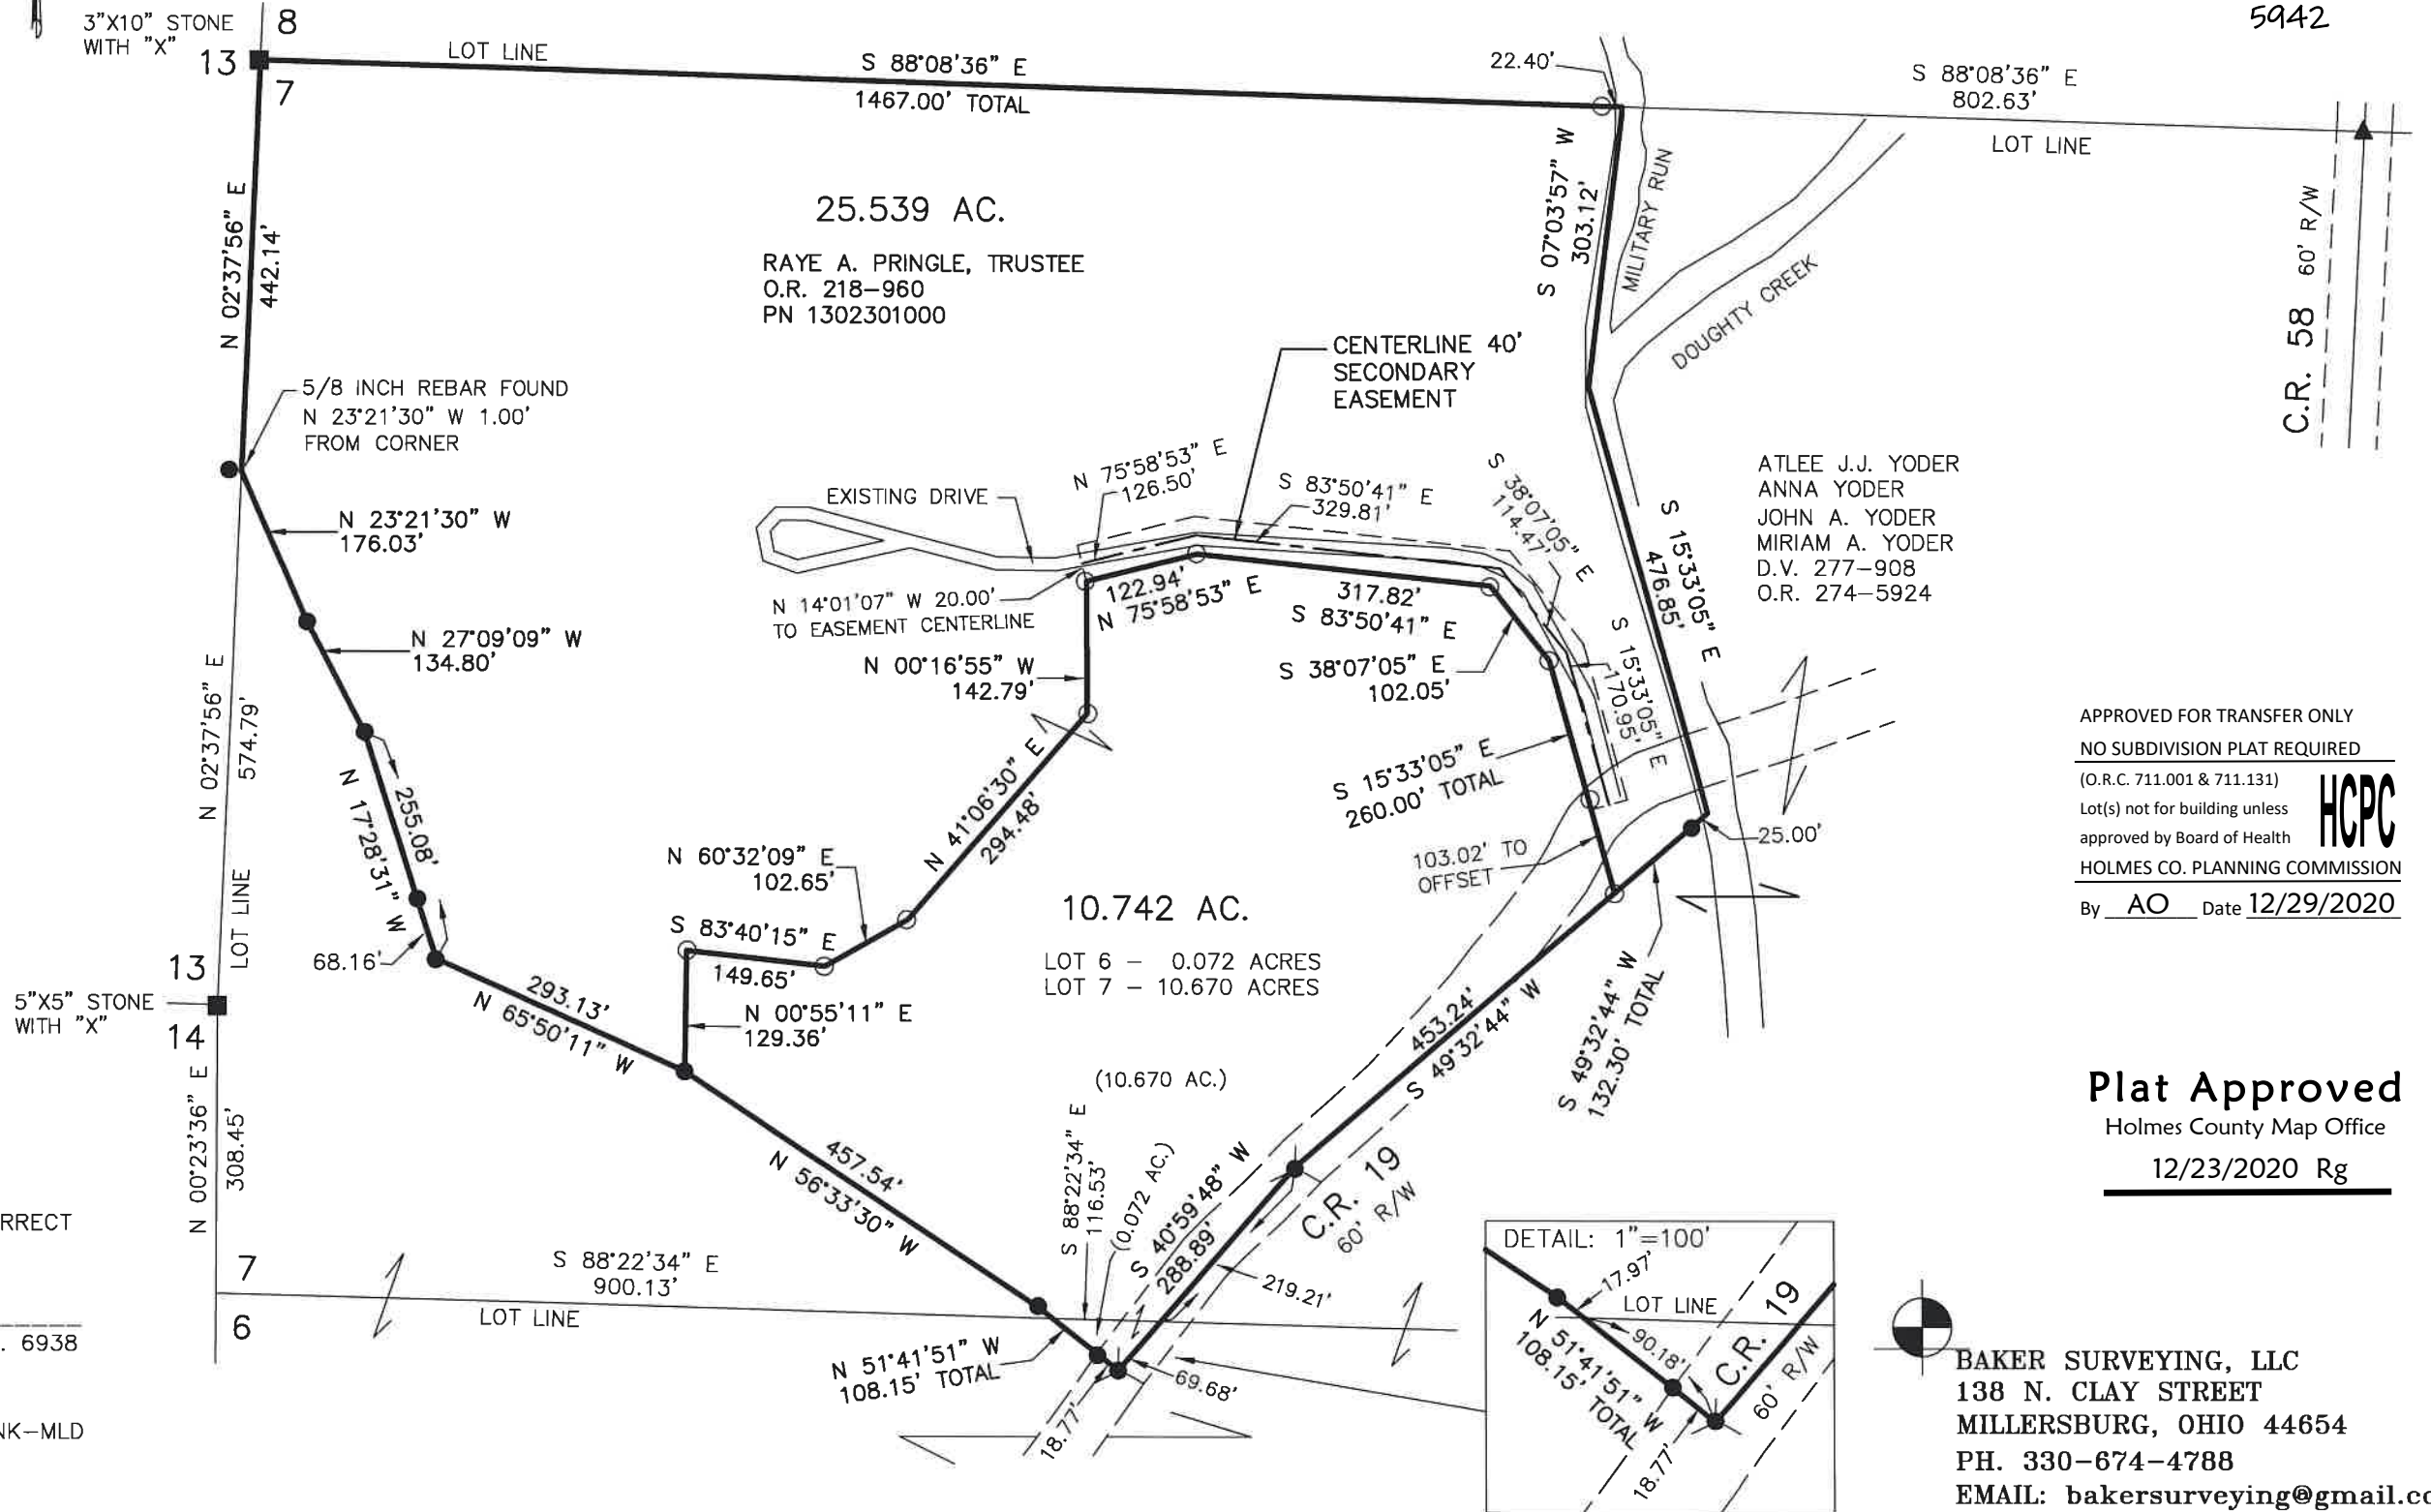 5942
3"X10" STONE
WITH "X"
8
13
7
LOT LINE
S 88°08'36" E
1467.00' TOTAL
22.40'
S 88°08'36" E
802.63'
LOT LINE
N 02°37'56" E
442.14'
25.539 AC.
RAYE A. PRINGLE, TRUSTEE
O.R. 218-960
PN 1302301000
S 07°03'57" W
303.12'
MILITARY RUN
DOUGHTY CREEK
C.R. 58 60' R/W
5/8 INCH REBAR FOUND
N 23°21'30" W 1.00'
FROM CORNER
CENTERLINE 40'
SECONDARY
EASEMENT
N 23°21'30" W
176.03'
EXISTING DRIVE
N 75°58'53" E
126.50'
S 83°50'41" E
329.81'
S 38°07'05" E
114.47'
S 15°33'05" E
476.85'
ATLEE J.J. YODER
ANNA YODER
JOHN A. YODER
MIRIAM A. YODER
D.V. 277-908
O.R. 274-5924
N 27°09'09" W
134.80'
N 14°01'07" W 20.00'
TO EASEMENT CENTERLINE
122.94'
N 75°58'53" E
317.82'
S 83°50'41" E
N 00°16'55" W
142.79'
S 38°07'05" E
102.05'
S 15°33'05" E
170.95'
S 15°33'05" E
260.00' TOTAL
N 02°37'56" E
574.79'
LOT LINE
255.08'
N 17°28'31" W
68.16'
N 41°06'30" E
294.48'
N 60°32'09" E
102.65'
S 83°40'15" E
149.65'
103.02' TO
OFFSET
25.00'
APPROVED FOR TRANSFER ONLY
NO SUBDIVISION PLAT REQUIRED
(O.R.C. 711.001 & 711.131)
Lot(s) not for building unless
approved by Board of Health
HCPC
HOLMES CO. PLANNING COMMISSION
By AO Date 12/29/2020
10.742 AC.
LOT 6 - 0.072 ACRES
LOT 7 - 10.670 ACRES
13
5"X5" STONE
WITH "X"
14
293.13'
N 65°50'11" W
N 00°55'11" E
129.36'
453.24'
S 49°32'44" W
S 49°32'44" W
132.30' TOTAL
(10.670 AC.)
Plat Approved
Holmes County Map Office
12/23/2020 Rg
N 00°23'36" E
308.45'
457.54'
N 56°33'30" W
S 88°22'34" E
116.53'
(0.072 AC.)
S 40°59'48" W
288.89'
C.R. 19
60' R/W
219.21'
RRECT
7
S 88°22'34" E
900.13'
6
LOT LINE
. 6938
N 51°41'51" W
108.15' TOTAL
69.68'
18.77'
NK-MLD
DETAIL: 1"=100'
17.97'
LOT LINE
90.18'
N 51°41'51" W
108.15' TOTAL
C.R. 19
60' R/W
18.77'
BAKER SURVEYING, LLC
138 N. CLAY STREET
MILLERSBURG, OHIO 44654
PH. 330-674-4788
EMAIL: bakersurveying@gmail.co